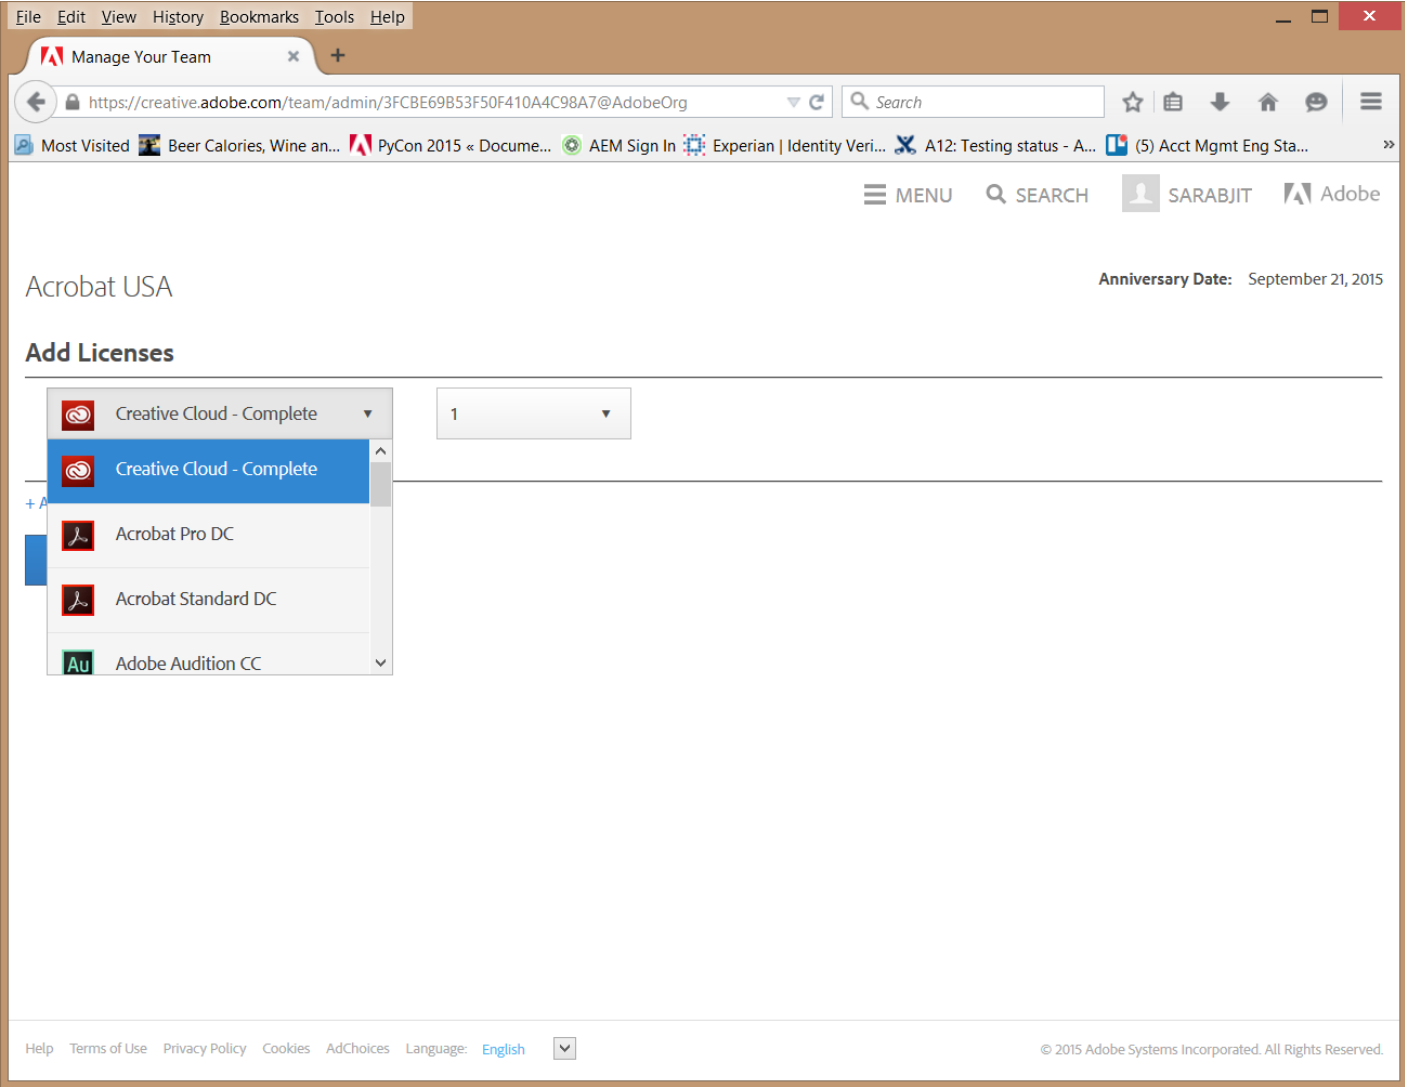 File Edit View History Bookmarks Tools Help
Manage Your Team
https://creative.adobe.com/team/admin/3FCBE69B53F50F410A4C98A7@AdobeOrg
Search
Most Visited Beer Calories, Wine an... PyCon 2015 « Docume... AEM Sign In Experian | Identity Veri... A12: Testing status - A... (5) Acct Mgmt Eng Sta... »
MENU SEARCH SARABJIT Adobe
Acrobat USA
Anniversary Date: September 21, 2015
Add Licenses
Creative Cloud - Complete
1
Creative Cloud - Complete
+ A
Acrobat Pro DC
Acrobat Standard DC
Au Adobe Audition CC
Help Terms of Use Privacy Policy Cookies AdChoices Language: English
© 2015 Adobe Systems Incorporated. All Rights Reserved.